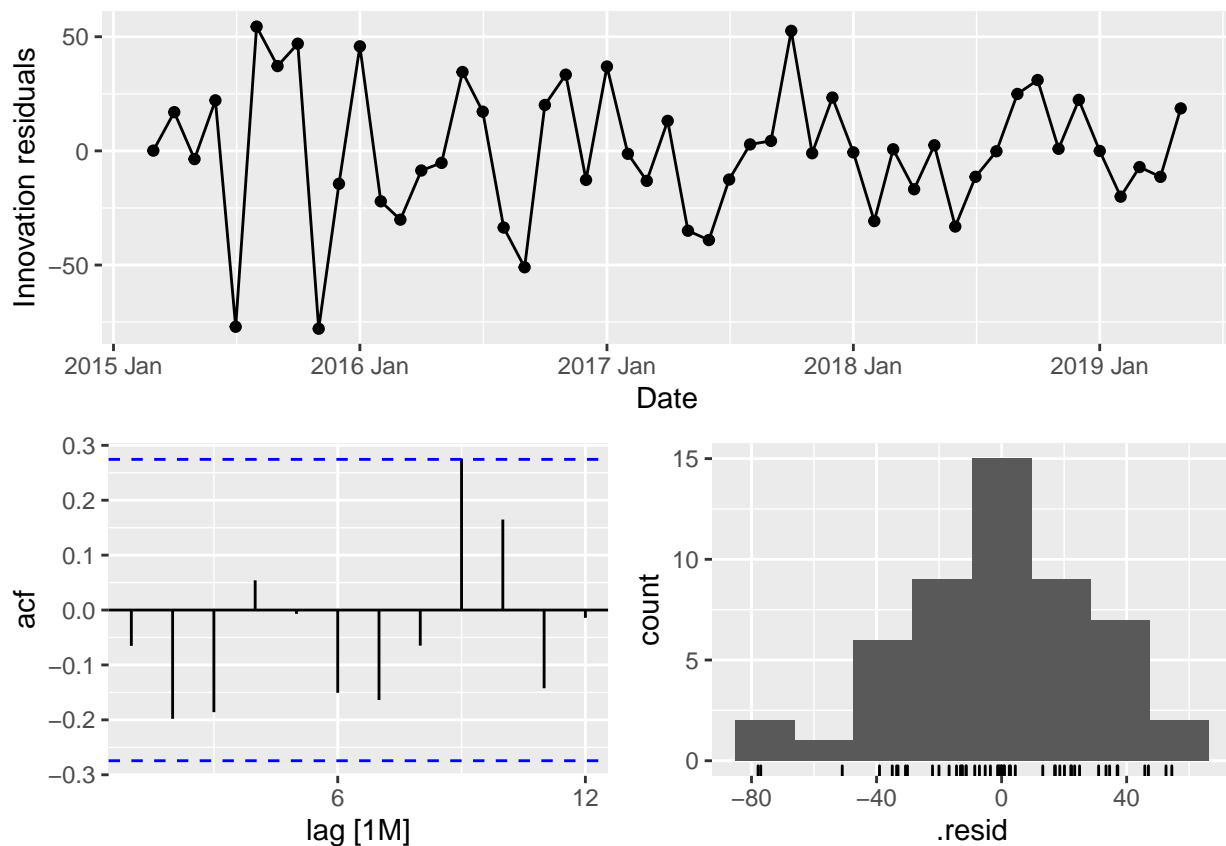 Innovation residuals
50
0
−50
2015 Jan 2016 Jan 2017 Jan 2018 Jan 2019 Jan
Date
acf
0.3
0.2
0.1
0.0
−0.1
−0.2
−0.3
6 12
lag [1M]
count
15
10
5
0
−80 −40 0 40
.resid